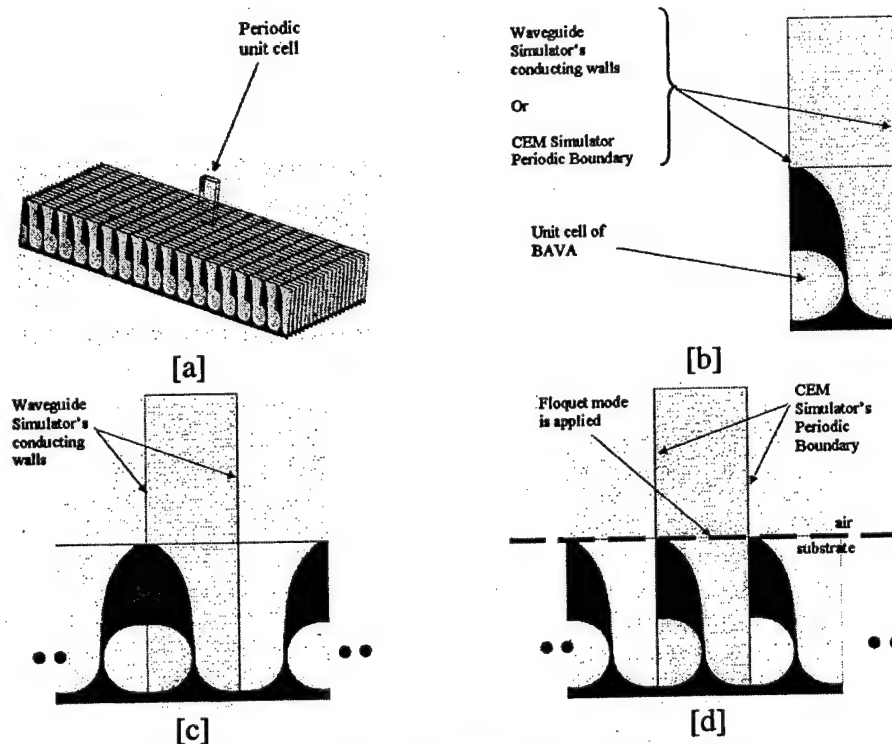 Periodic
unit cell
[a]
Waveguide
Simulator's
conducting walls
Or
CEM Simulator
Periodic Boundary
Unit cell of
BAVA
[b]
Waveguide
Simulator's
conducting
walls
[c]
Floquet mode
is applied
CEM
Simulator's
Periodic
Boundary
air
substrate
[d]